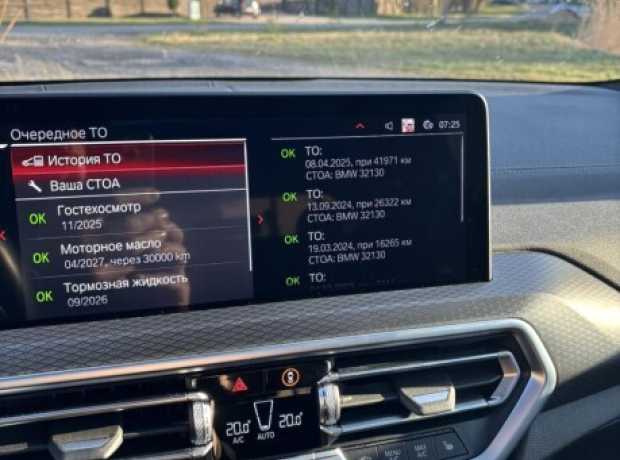 Очередное ТО
07:25
История ТО
Ваша СТОА
OK Гостехосмотр
11/2025
OK Моторное масло
04/2027, через 30000 km
OK Тормозная жидкость
09/2026
OK ТО:
08.04.2025, при 41971 км
СТОА: BMW 32130
OK ТО:
13.09.2024, при 26322 км
СТОА: BMW 32130
OK ТО:
19.03.2024, при 16265 км
СТОА: BMW 32130
OK ТО:
20.0 20.0
A/C AUTO A/C
MENU MAX
A/C